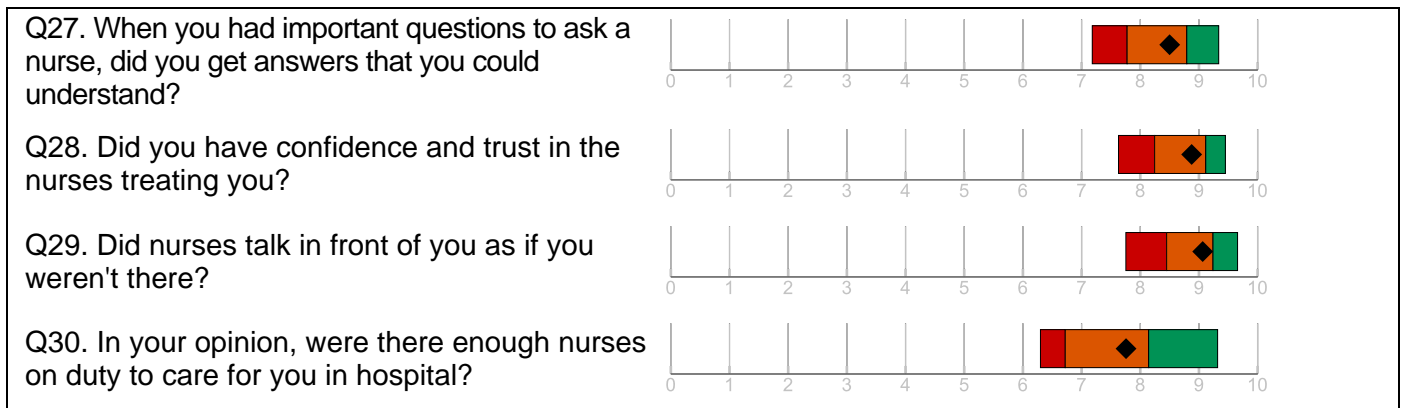 Q27. When you had important questions to ask a
nurse, did you get answers that you could
understand?
0 1 2 3 4 5 6 7 8 9 10
Q28. Did you have confidence and trust in the
nurses treating you?
0 1 2 3 4 5 6 7 8 9 10
Q29. Did nurses talk in front of you as if you
weren't there?
0 1 2 3 4 5 6 7 8 9 10
Q30. In your opinion, were there enough nurses
on duty to care for you in hospital?
0 1 2 3 4 5 6 7 8 9 10